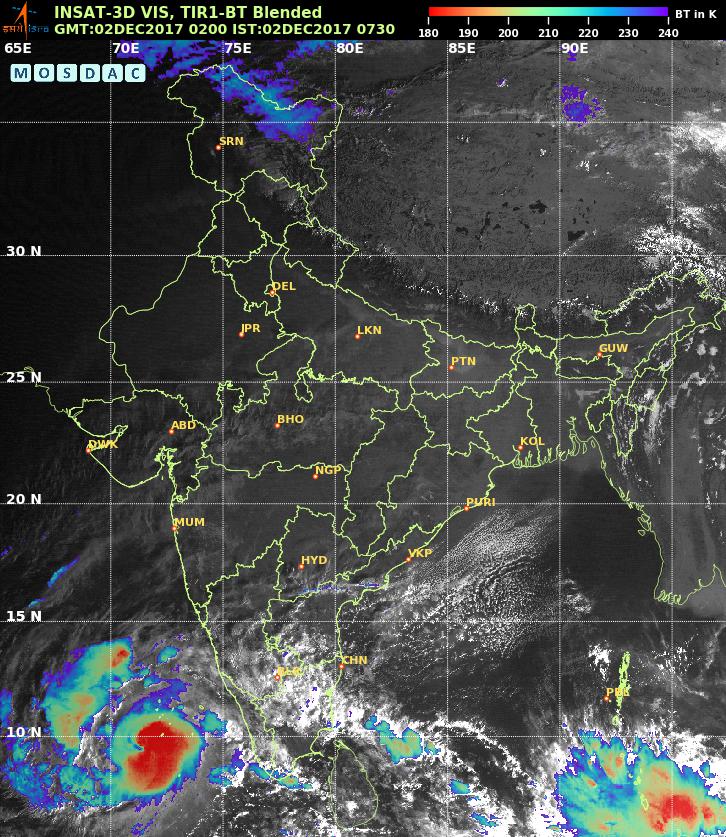 INSAT-3D VIS, TIR1-BT Blended
GMT:02DEC2017 0200 IST:02DEC2017 0730
BT in K
180 190 200 210 220 230 240
65E 70E 75E 80E 85E 90E
M O S D A C
SRN
30 N
DEL
JPR
LKN
GUW
PTN
25 N
ABD
BHO
DWK
KOL
NGP
20 N
PURI
MUM
VKP
HYD
15 N
CHN
BLR
PBL
10 N